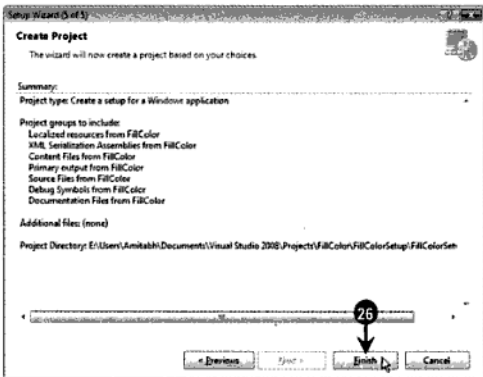 Setup Wizard (5 of 5)
Create Project
The wizard will now create a project based on your choices.
Summary:
Project type: Create a setup for a Windows application
Project groups to include:
Localized resources from FillColor
XML Serialization Assemblies from FillColor
Content Files from FillColor
Primary output from FillColor
Source Files from FillColor
Debug Symbols from FillColor
Documentation Files from FillColor
Additional files: (none)
Project Directory: E:\Users\Amitabh\Documents\Visual Studio 2008\Projects\FillColor\FillColorSetup\FillColorSet
26
< Previous
Next >
Finish
Cancel